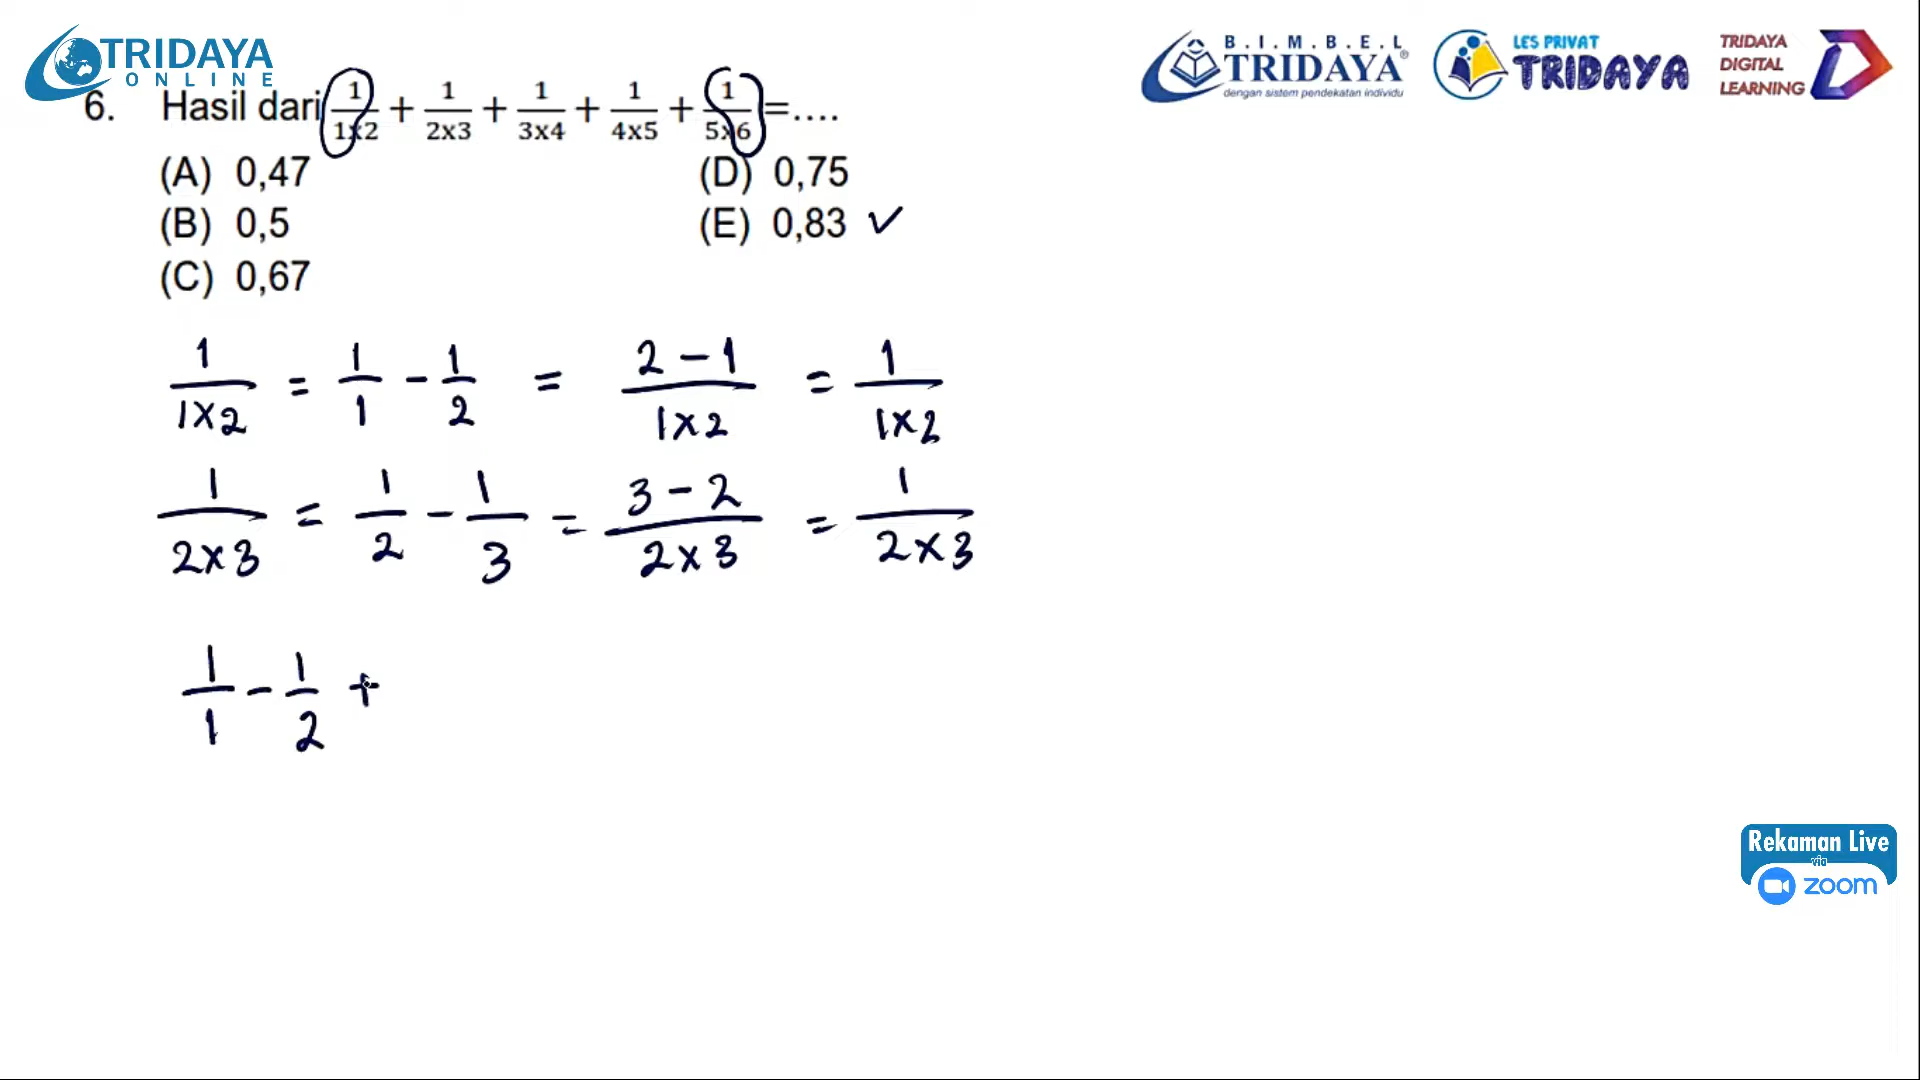 TRIDAYA
ONLINE
B.I.M.B.E.L
TRIDAYA®
dengan sistem pendekatan individu
LES PRIVAT
TRIDAYA
TRIDAYA
DIGITAL
LEARNING
6. Hasil dari 1/1x2 + 1/2x3 + 1/3x4 + 1/4x5 + 1/5x6 =....
(A) 0,47 (D) 0,75
(B) 0,5 (E) 0,83 ✓
(C) 0,67
1/1x2 = 1/1 - 1/2 = 2-1/1x2 = 1/1x2
1/2x3 = 1/2 - 1/3 = 3-2/2x3 = 1/2x3
1/1 - 1/2 +
Rekaman Live
via
zoom